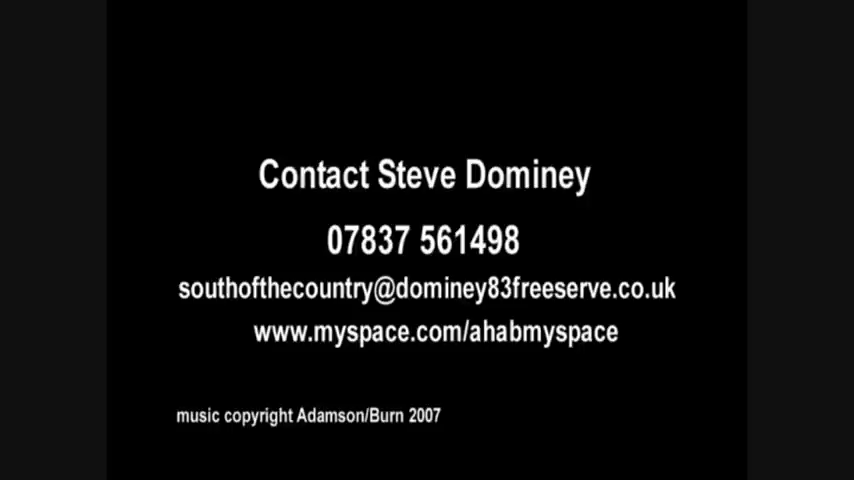 Contact Steve Dominey
07837 561498
southofthecountry@dominey83freeserve.co.uk
www.myspace.com/ahabmyspace
music copyright Adamson/Burn 2007